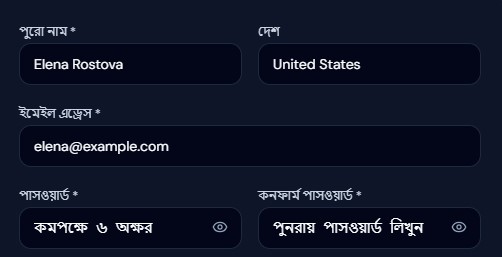 পুরো নাম * দেশ
Elena Rostova United States
ইমেইল এড্রেস *
elena@example.com
পাসওয়ার্ড * কনফার্ম পাসওয়ার্ড *
কমপক্ষে ৬ অক্ষর পুনরায় পাসওয়ার্ড লিখুন